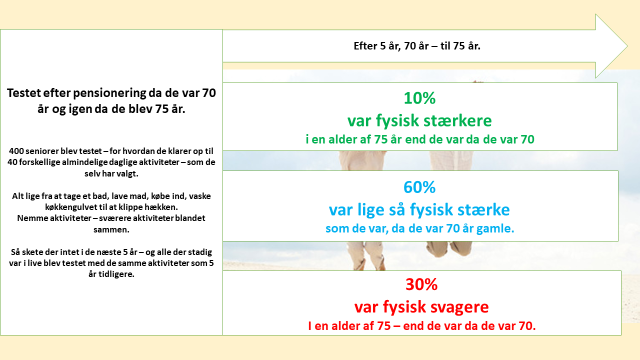 Efter 5 år, 70 år – til 75 år.
Testet efter pensionering da de var 70
år og igen da de blev 75 år.
400 seniorer blev testet – for hvordan de klarer op til
40 forskellige almindelige daglige aktiviteter – som de
selv har valgt.
Alt lige fra at tage et bad, lave mad, købe ind, vaske
køkkengulvet til at klippe hækken.
Nemme aktiviteter – sværere aktiviteter blandet
sammen.
Så skete der intet i de næste 5 år – og alle der stadig
var i live blev testet med de samme aktiviteter som 5
år tidligere.
10%
var fysisk stærkere
i en alder af 75 år end de var da de var 70
60%
var lige så fysisk stærke
som de var, da de var 70 år gamle.
30%
var fysisk svagere
I en alder af 75 – end de var da de var 70.